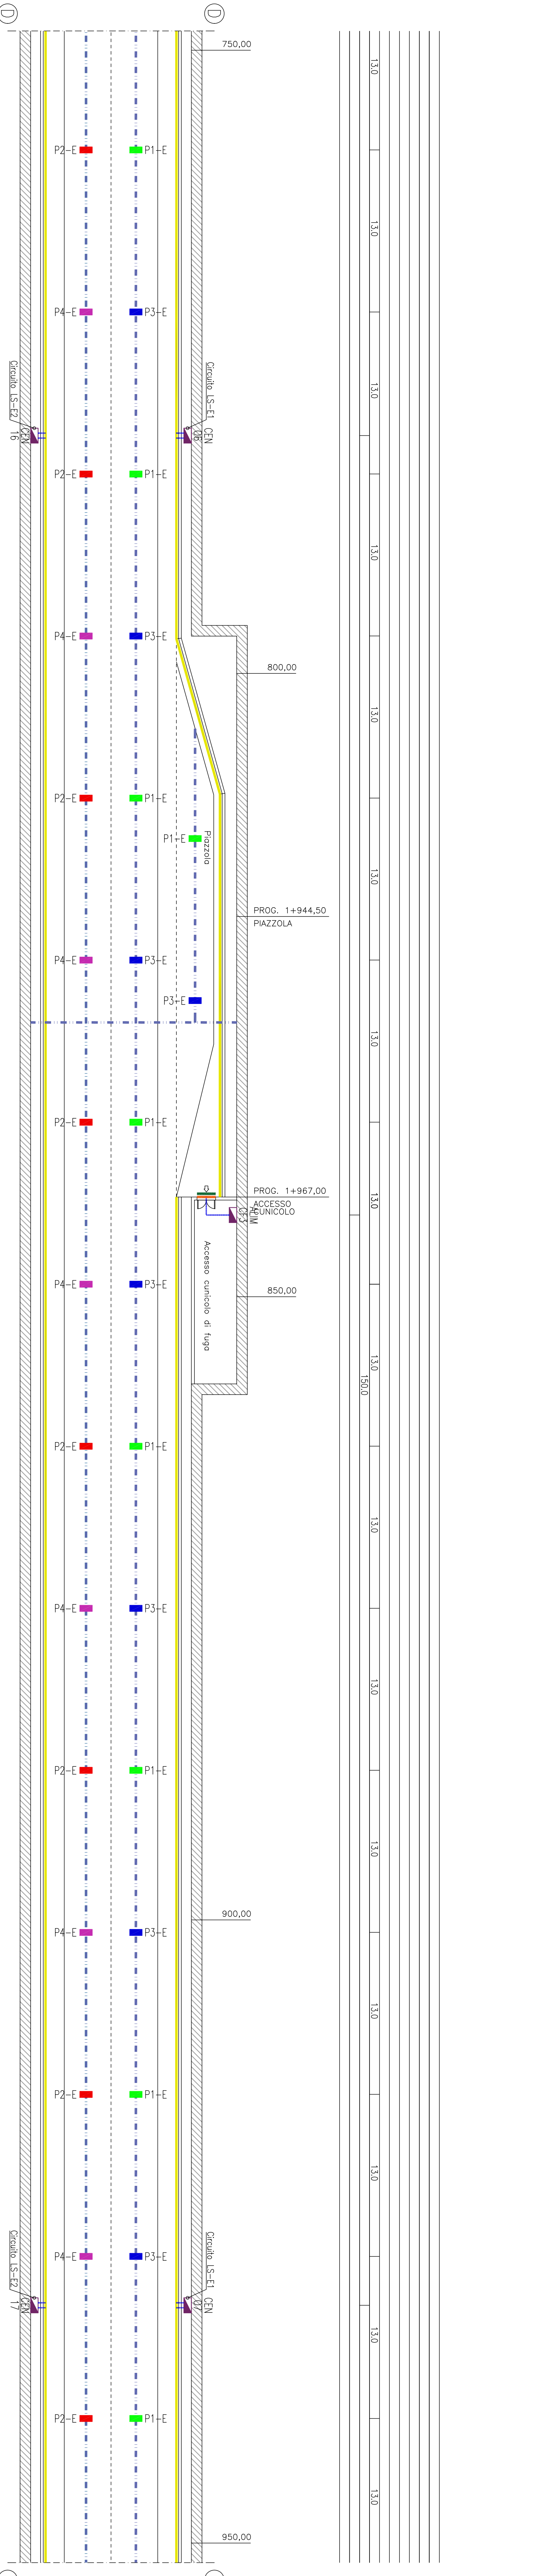 D
D
750,00
13.0
P2-E
P1-E
13.0
P4-E
P3-E
13.0
Circuito LS-E2
Circuito LS-E1
CEN
16
CEN
06
P2-E
P1-E
13.0
P4-E
P3-E
800,00
13.0
P2-E
P1-E
P1-E
Piazzola
13.0
PROG. 1+944,50
PIAZZOLA
P4-E
P3-E
P3-E
13.0
P2-E
P1-E
13.0
PROG. 1+967,00
ACCESSO
CUNICOLO
ALIM
CF3
Accesso cunicolo di fuga
P4-E
P3-E
850,00
13.0
150.0
P2-E
P1-E
13.0
P4-E
P3-E
13.0
P2-E
P1-E
13.0
900,00
P4-E
P3-E
13.0
P2-E
P1-E
13.0
Circuito LS-E2
Circuito LS-E1
P4-E
P3-E
CEN
17
CEN
07
13.0
P2-E
P1-E
13.0
950,00